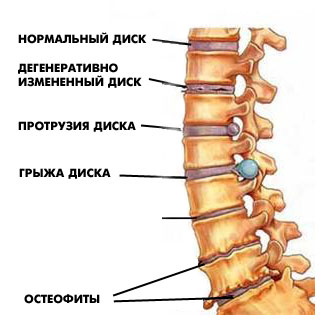 НОРМАЛЬНЫЙ ДИСК
ДЕГЕНЕРАТИВНО
ИЗМЕНЕННЫЙ ДИСК
ПРОТРУЗИЯ ДИСКА
ГРЫЖА ДИСКА
ОСТЕОФИТЫ